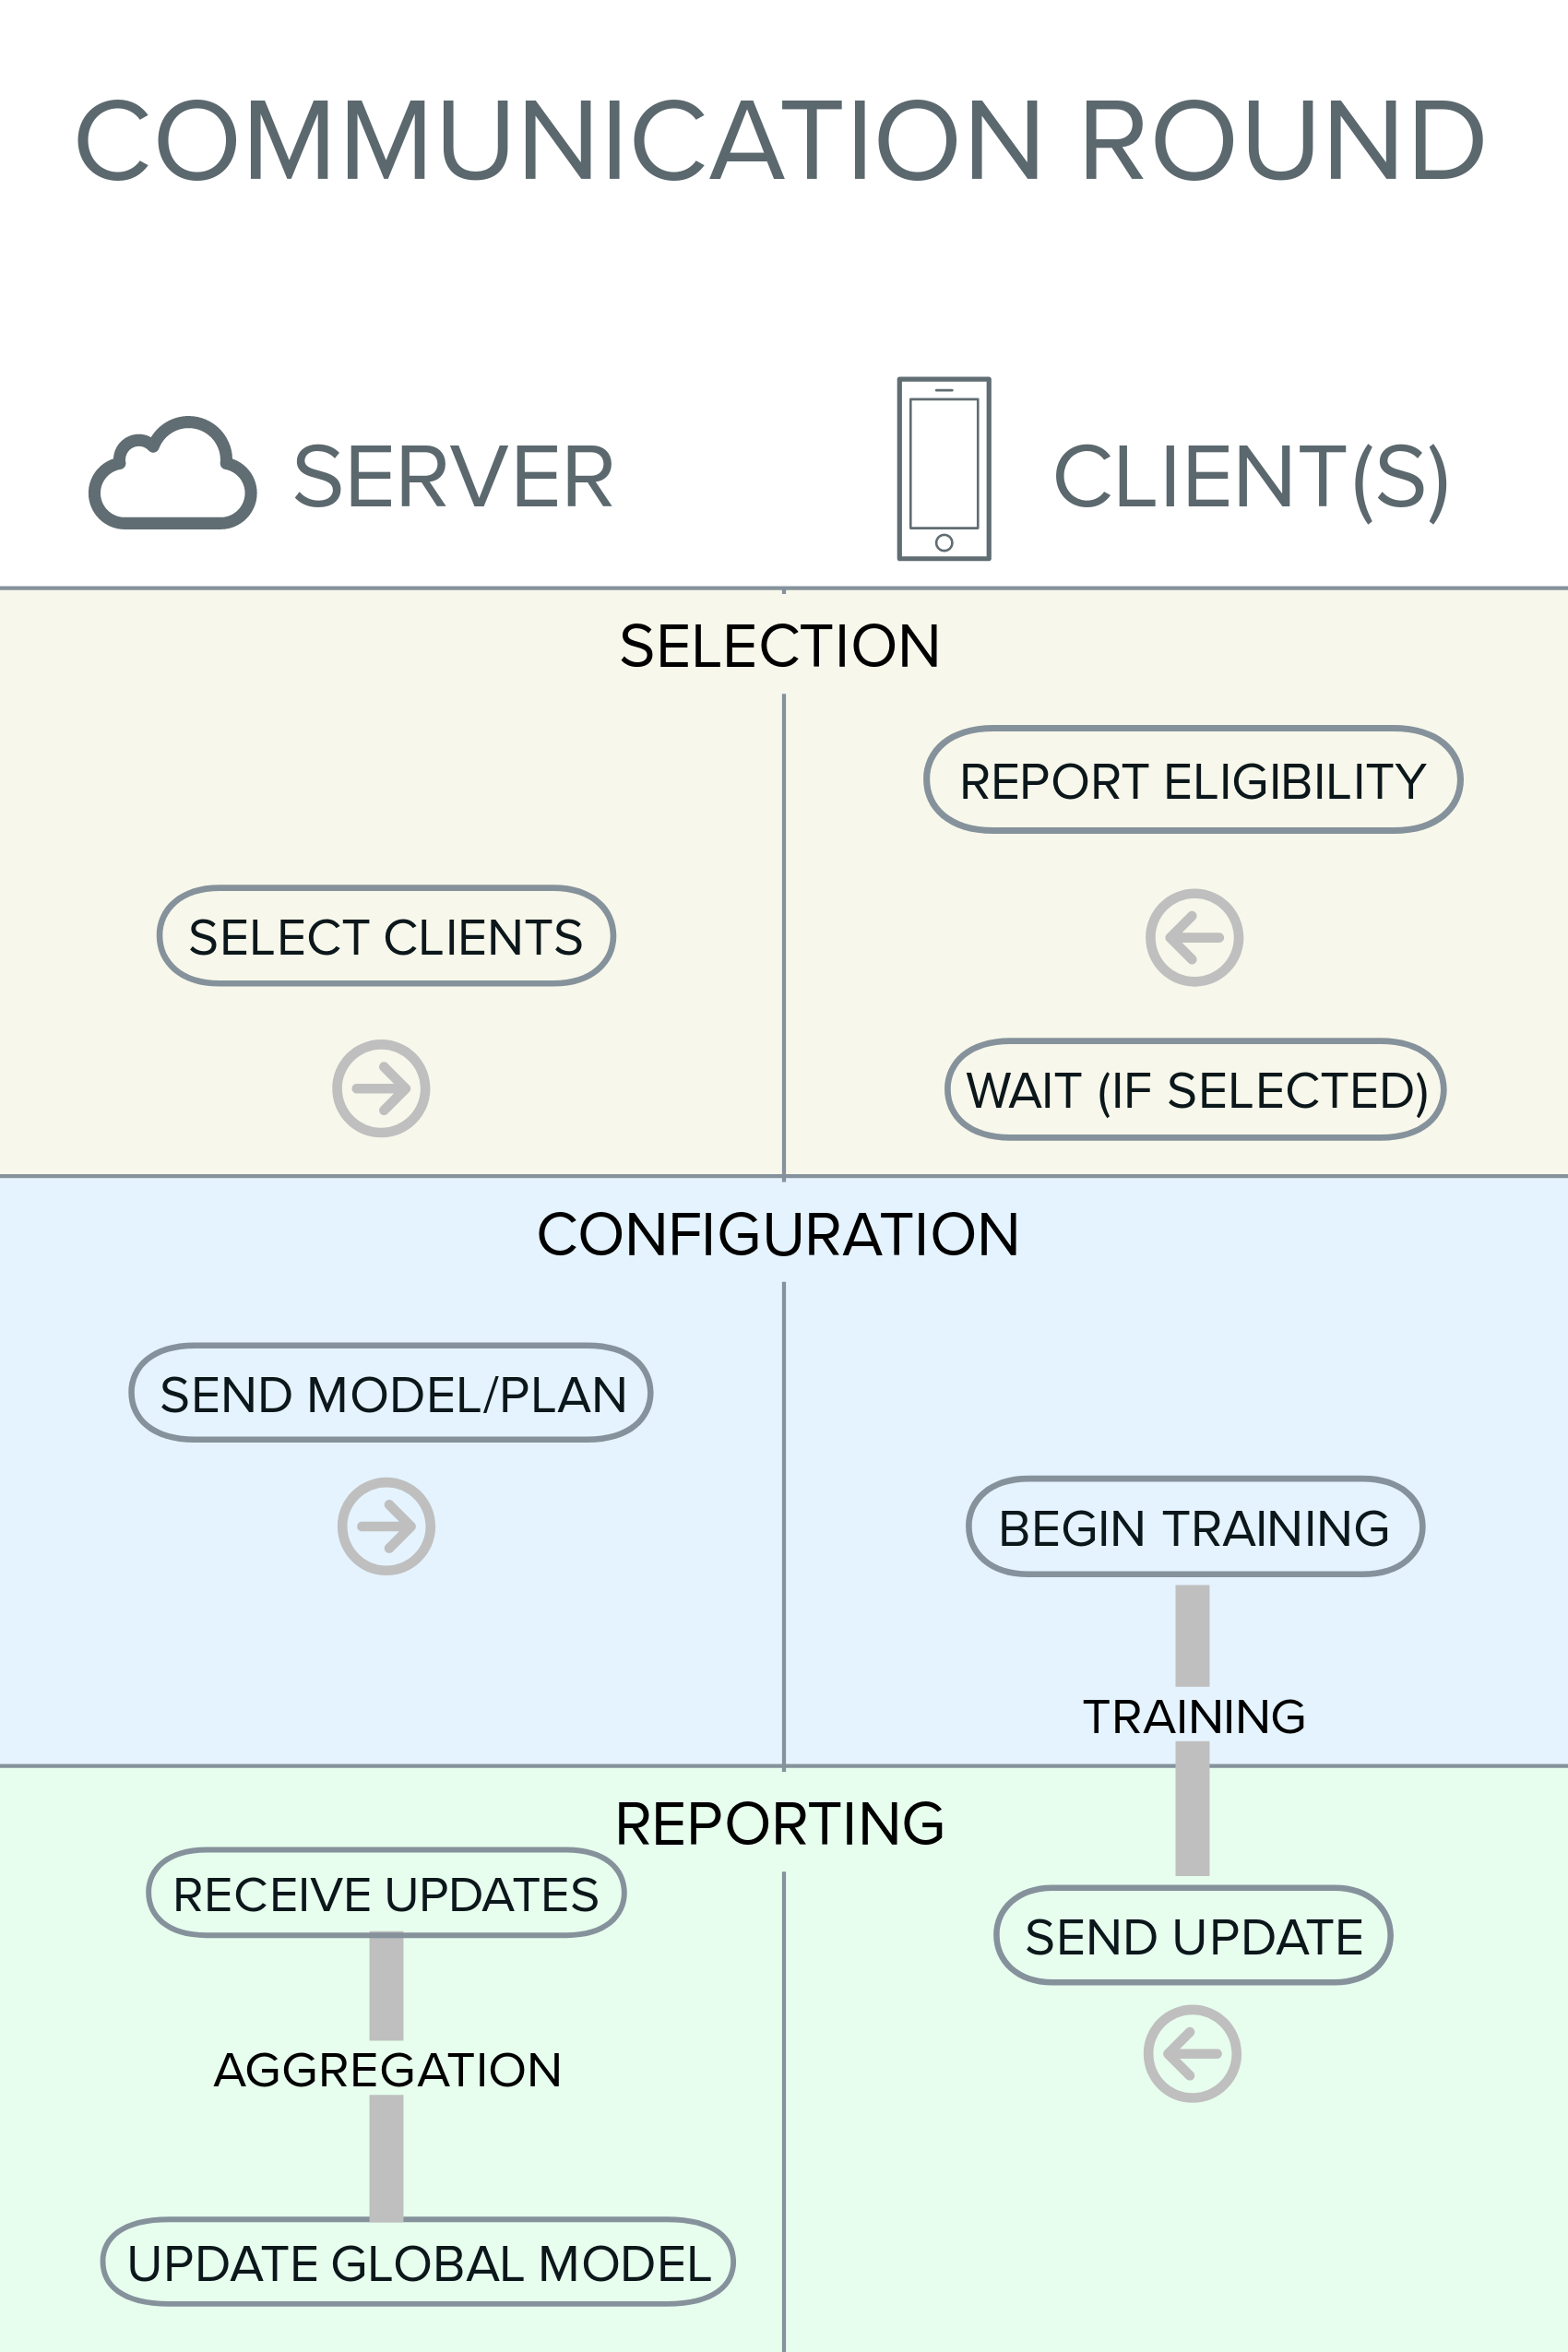 COMMUNICATION ROUND
SERVER
CLIENT(S)
SELECTION
REPORT ELIGIBILITY
SELECT CLIENTS
WAIT (IF SELECTED)
CONFIGURATION
SEND MODEL/PLAN
BEGIN TRAINING
TRAINING
REPORTING
RECEIVE UPDATES
SEND UPDATE
AGGREGATION
UPDATE GLOBAL MODEL